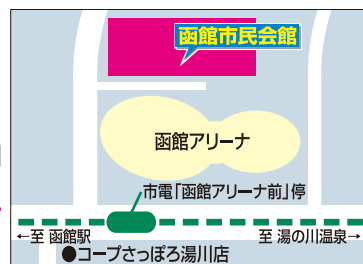 函館市民会館
函館アリーナ
市電「函館アリーナ前」停
←至 函館駅
至 湯の川温泉→
●コープさっぽろ湯川店